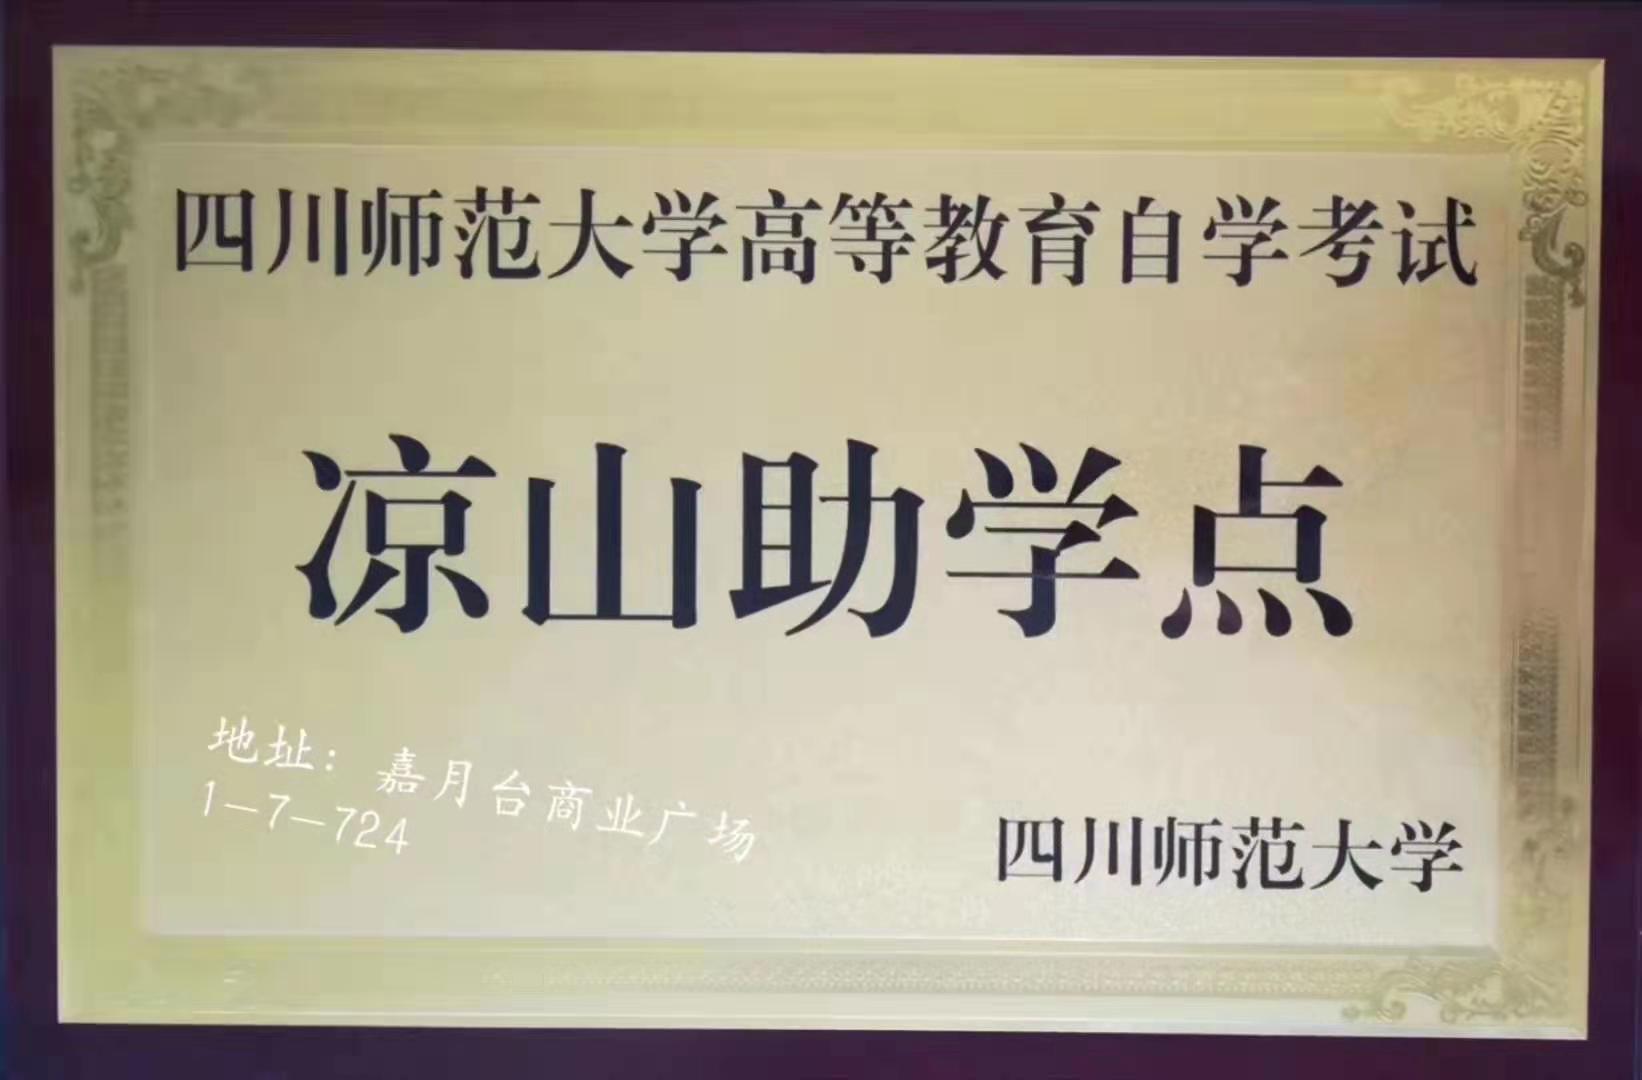 四川师范大学高等教育自学考试
凉山助学点
地址：嘉月台商业广场
1-7-724
四川师范大学